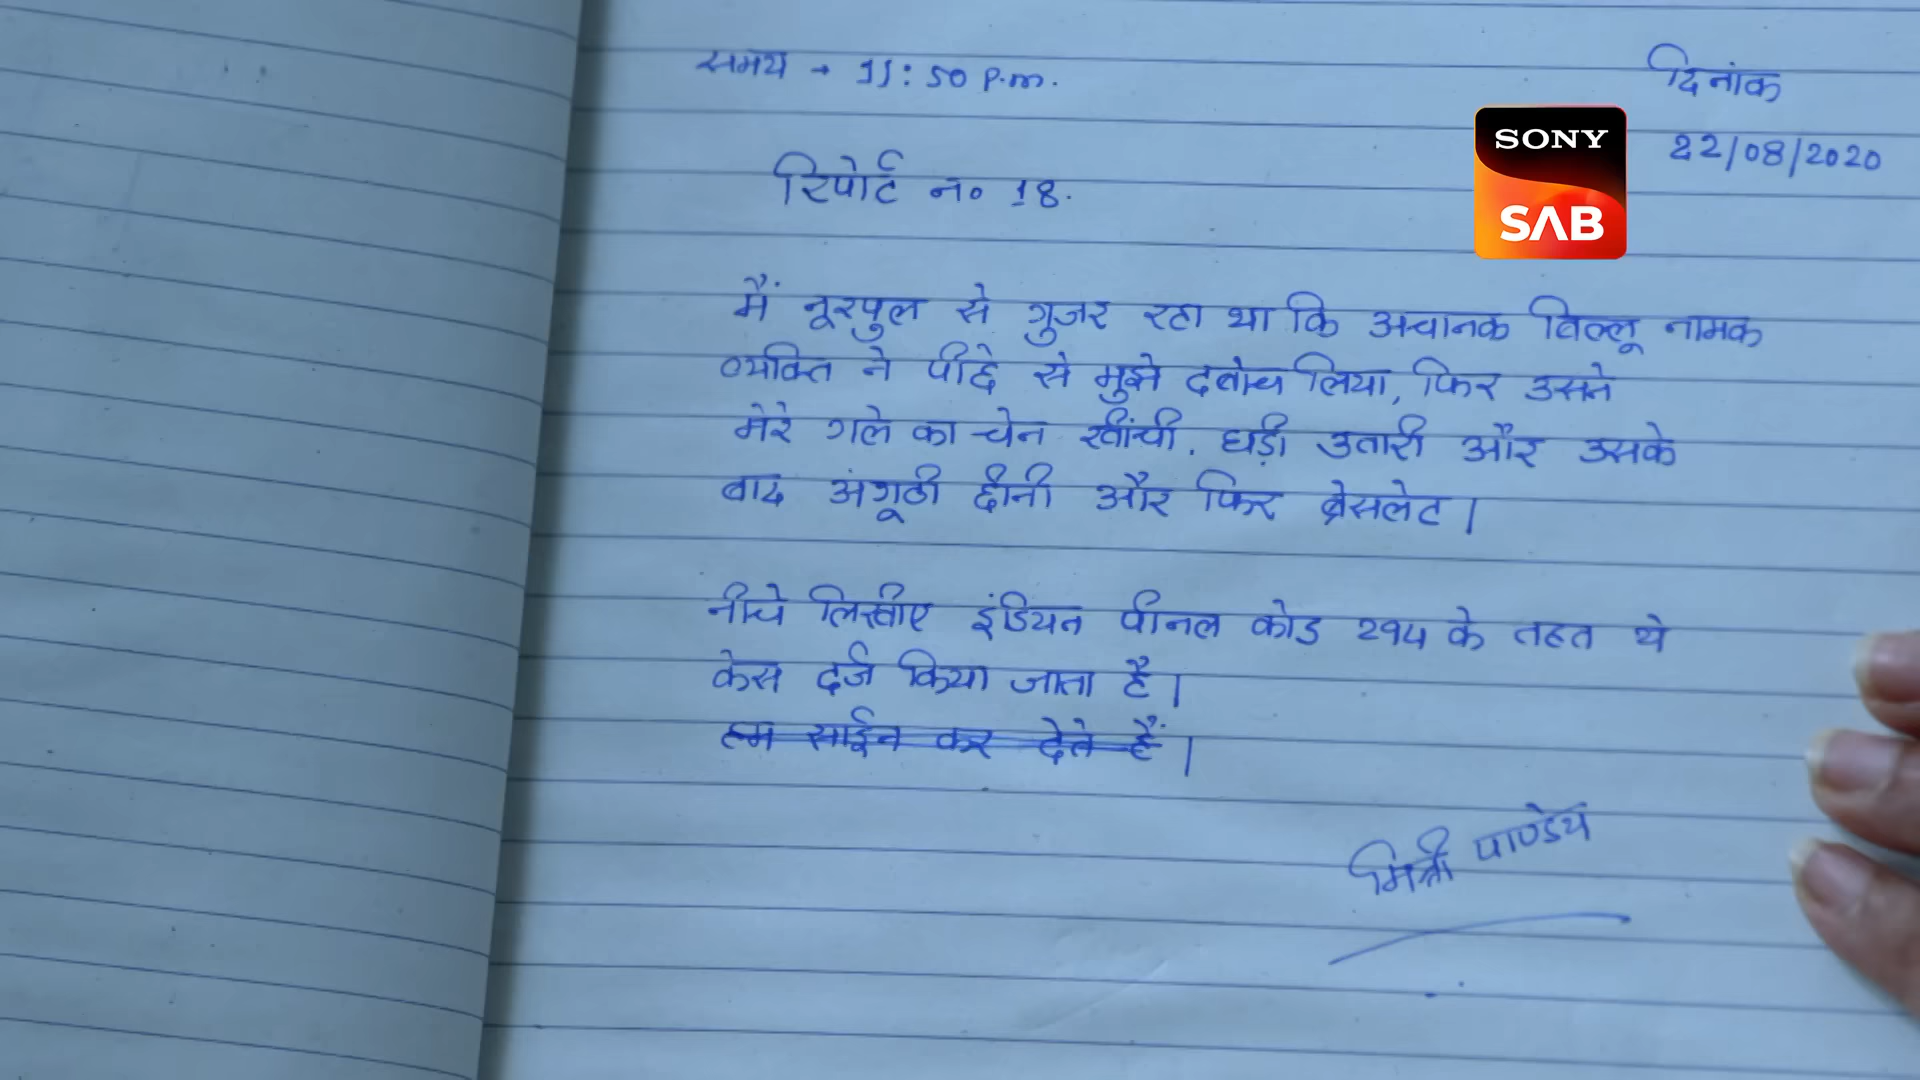 समय → 11:50 P.m.
दिनांक
22/08/2020
SONY
SAB
रिपोर्ट न० 18.
मैं नूरपुल से गुजर रहा था कि अचानक बिल्लू नामक
व्यक्ति ने पीछे से मुझे दबोच लिया, फिर उसने
मेरे गले का चेन खींची. घड़ी उतारी और उसके
बाद अंगूठी छीनी और फिर ब्रेसलेट।
नीचे लिखीए इंडियन पीनल कोड 294 के तहत ये
केस दर्ज किया जाता है।
हम साईन कर देते हैं।
मिश्री पाण्डेय